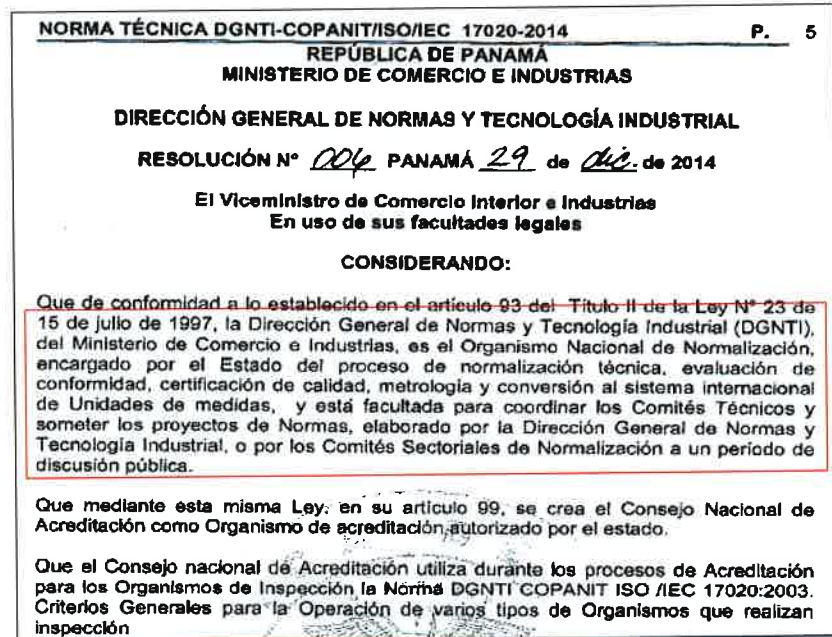 NORMA TÉCNICA DGNTI-COPANIT/ISO/IEC 17020-2014 P. 5
REPÚBLICA DE PANAMÁ
MINISTERIO DE COMERCIO E INDUSTRIAS
DIRECCIÓN GENERAL DE NORMAS Y TECNOLOGÍA INDUSTRIAL
RESOLUCIÓN Nº 006 PANAMÁ 29 de dic. de 2014
El Viceministro de Comercio Interior e Industrias
En uso de sus facultades legales
CONSIDERANDO:
Que de conformidad a lo establecido en el artículo 93 del Título II de la Ley Nº 23 de
15 de julio de 1997, la Dirección General de Normas y Tecnología Industrial (DGNTI),
del Ministerio de Comercio e Industrias, es el Organismo Nacional de Normalización,
encargado por el Estado del proceso de normalización técnica, evaluación de
conformidad, certificación de calidad, metrología y conversión al sistema internacional
de Unidades de medidas, y está facultada para coordinar los Comités Técnicos y
someter los proyectos de Normas, elaborado por la Dirección General de Normas y
Tecnología Industrial, o por los Comités Sectoriales de Normalización a un período de
discusión pública.
Que mediante esta misma Ley, en su artículo 99, se crea el Consejo Nacional de
Acreditación como Organismo de acreditación autorizado por el estado.
Que el Consejo nacional de Acreditación utiliza durante los procesos de Acreditación
para los Organismos de Inspección la Norma DGNTI COPANIT ISO /IEC 17020:2003.
Criterios Generales para la Operación de varios tipos de Organismos que realizan
inspección